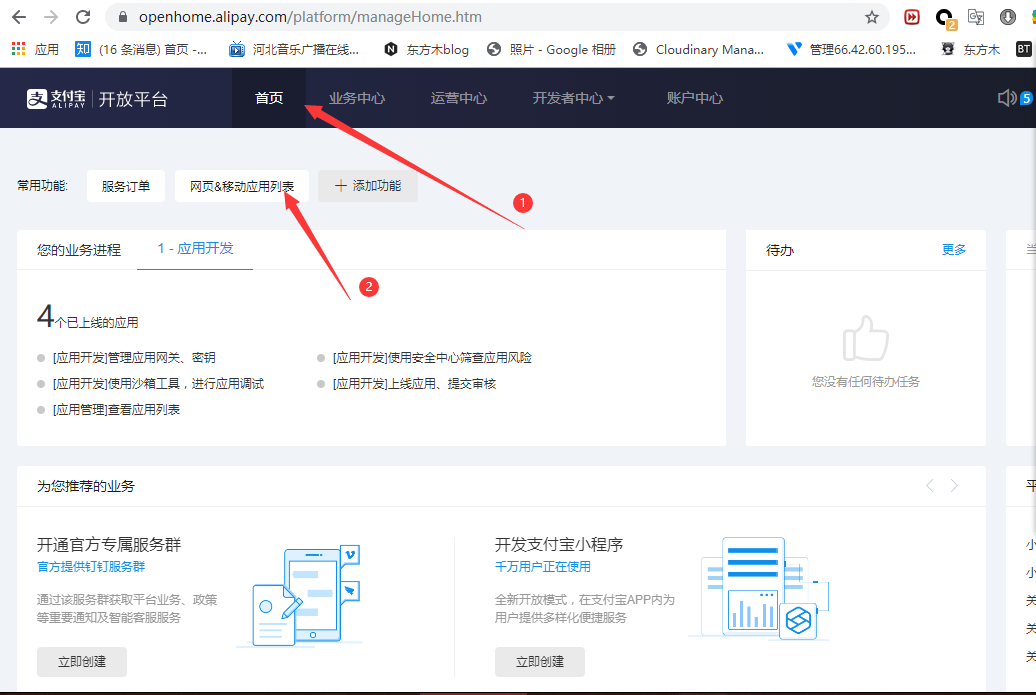 openhome.alipay.com/platform/manageHome.htm
2
应用 知 (16 条消息) 首页 -... 河北音乐广播在线... N 东方木blog 照片 - Google 相册 Cloudinary Mana... 管理66.42.60.195... 东方木 BT
支 支付宝 ALIPAY 开放平台 首页 业务中心 运营中心 开发者中心 账户中心 5
常用功能: 服务订单 网页&移动应用列表 + 添加功能
1
您的业务进程 1 - 应用开发 待办 更多
2
4个已上线的应用
[应用开发]管理应用网关、密钥 [应用开发]使用安全中心筛查应用风险
[应用开发]使用沙箱工具，进行应用调试 [应用开发]上线应用、提交审核
[应用管理]查看应用列表
您没有任何待办任务
为您推荐的业务
开通官方专属服务群
官方提供钉钉服务群
通过该服务群获取平台业务、政策
等重要通知及智能客服服务
立即创建
开发支付宝小程序
千万用户正在使用
全新开放模式，在支付宝APP内为
用户提供多样化便捷服务
立即创建
小
小
关
关
关